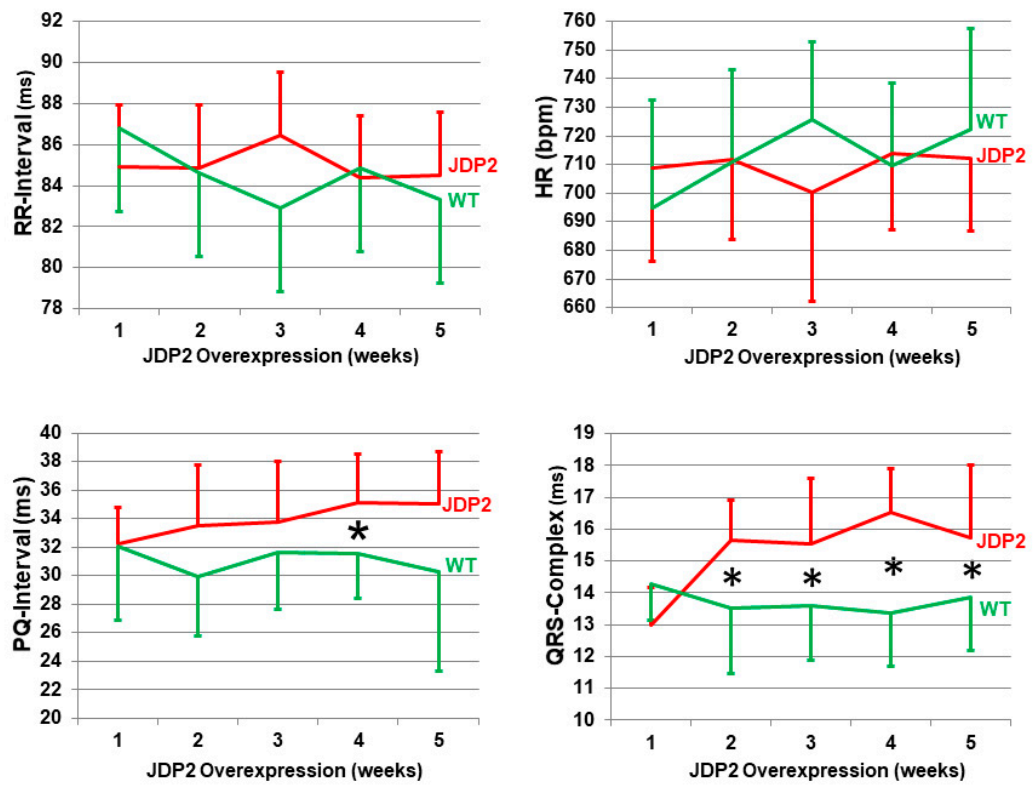 RR-Interval (ms)
92
90
88
86
84
82
80
78
JDP2
WT
1 2 3 4 5
JDP2 Overexpression (weeks)
HR (bpm)
760
750
740
730
720
710
700
690
680
670
660
WT
JDP2
1 2 3 4 5
JDP2 Overexpression (weeks)
PQ-Interval (ms)
40
38
36
34
32
30
28
26
24
22
20
JDP2
*
WT
1 2 3 4 5
JDP2 Overexpression (weeks)
QRS-Complex (ms)
19
18
17
16
15
14
13
12
11
10
JDP2
* * * *
WT
1 2 3 4 5
JDP2 Overexpression (weeks)